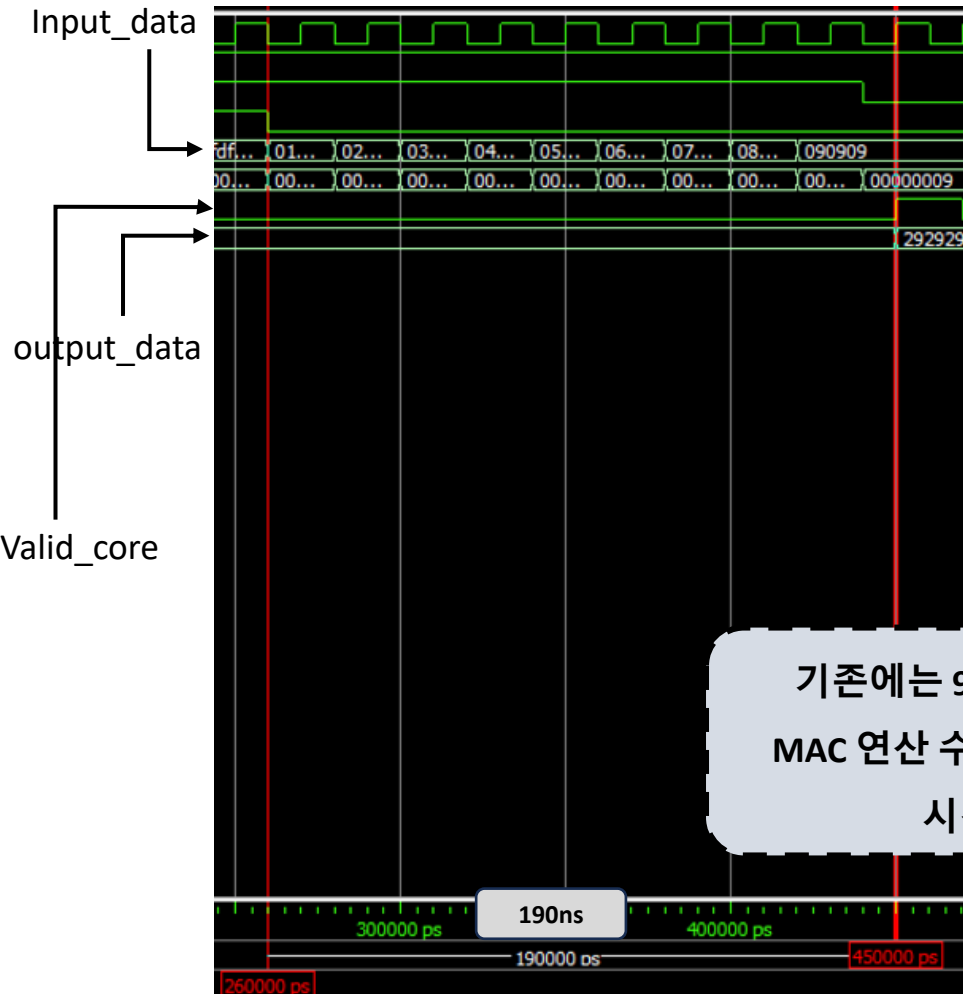 Input_data
fdf... 01... 02... 03... 04... 05... 06... 07... 08... 090909
00... 00... 00... 00... 00... 00... 00... 00... 00... 00... 00000009
292929
output_data
Valid_core
기존에는 9
MAC 연산 수
시
190ns
300000 ps 400000 ps
190000 ps 450000 ps
260000 ps